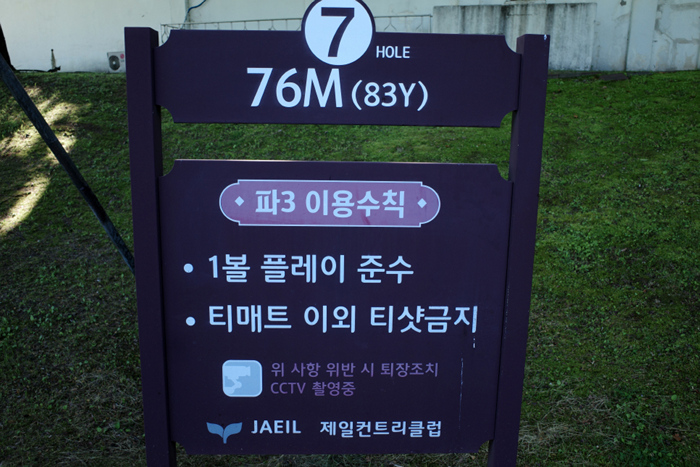 7
HOLE
76M (83Y)
파3 이용수칙
• 1볼 플레이 준수
• 티매트 이외 티샷금지
위 사항 위반 시 퇴장조치
CCTV 촬영중
JAEIL 제일컨트리클럽